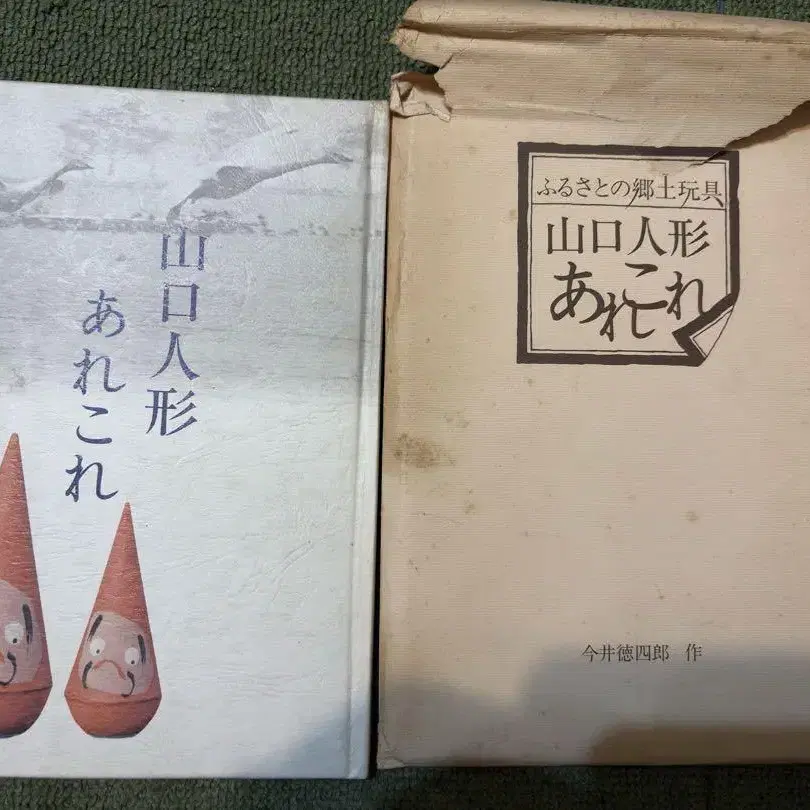 山口人形
あれこれ
ふるさとの郷土玩具
山口人形
あれこれ
今井徳四郎 作